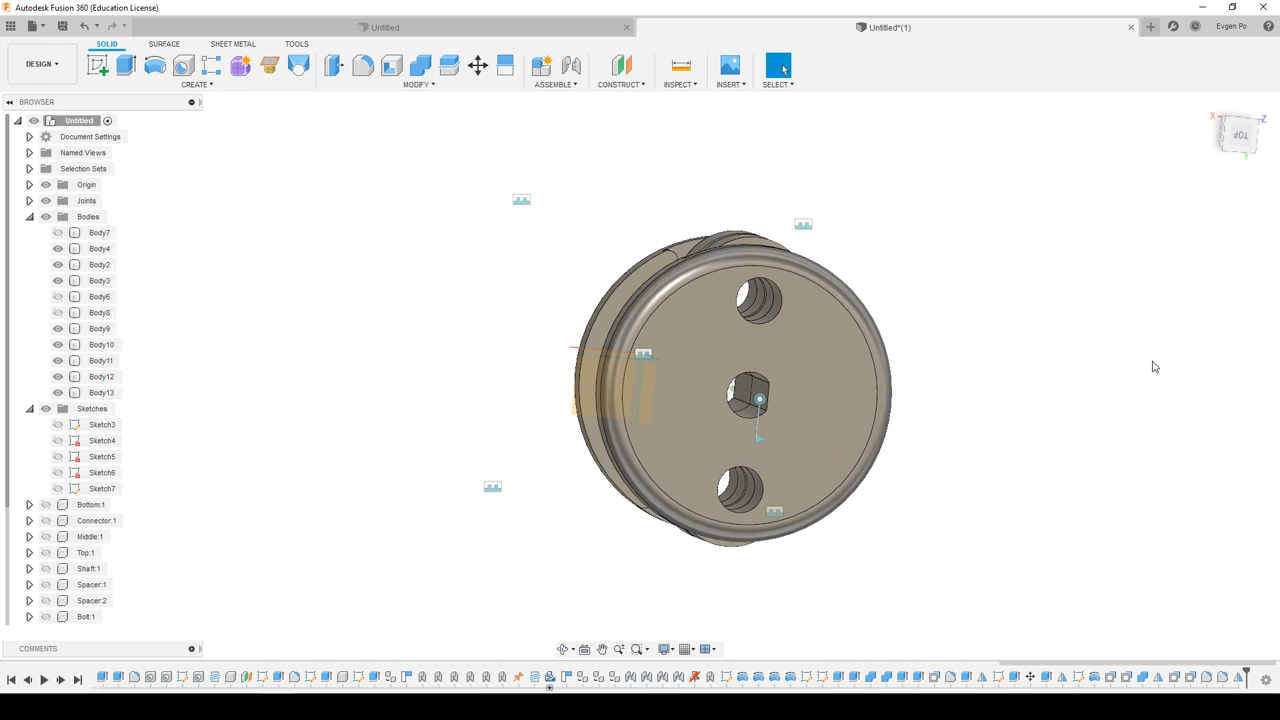 Autodesk Fusion 360 (Education License)
Untitled
Untitled*(1)
Evgen Po
SOLID
SURFACE
SHEET METAL
TOOLS
DESIGN
CREATE
MODIFY
ASSEMBLE
CONSTRUCT
INSPECT
INSERT
SELECT
BROWSER
Untitled
Document Settings
Named Views
Selection Sets
Origin
Joints
Bodies
Body7
Body4
Body2
Body3
Body6
Body8
Body9
Body10
Body11
Body12
Body13
Sketches
Sketch3
Sketch4
Sketch5
Sketch6
Sketch7
Bottom:1
Connector:1
Middle:1
Top:1
Shaft:1
Spacer:1
Spacer:2
Bolt:1
X
Z
TOP
COMMENTS